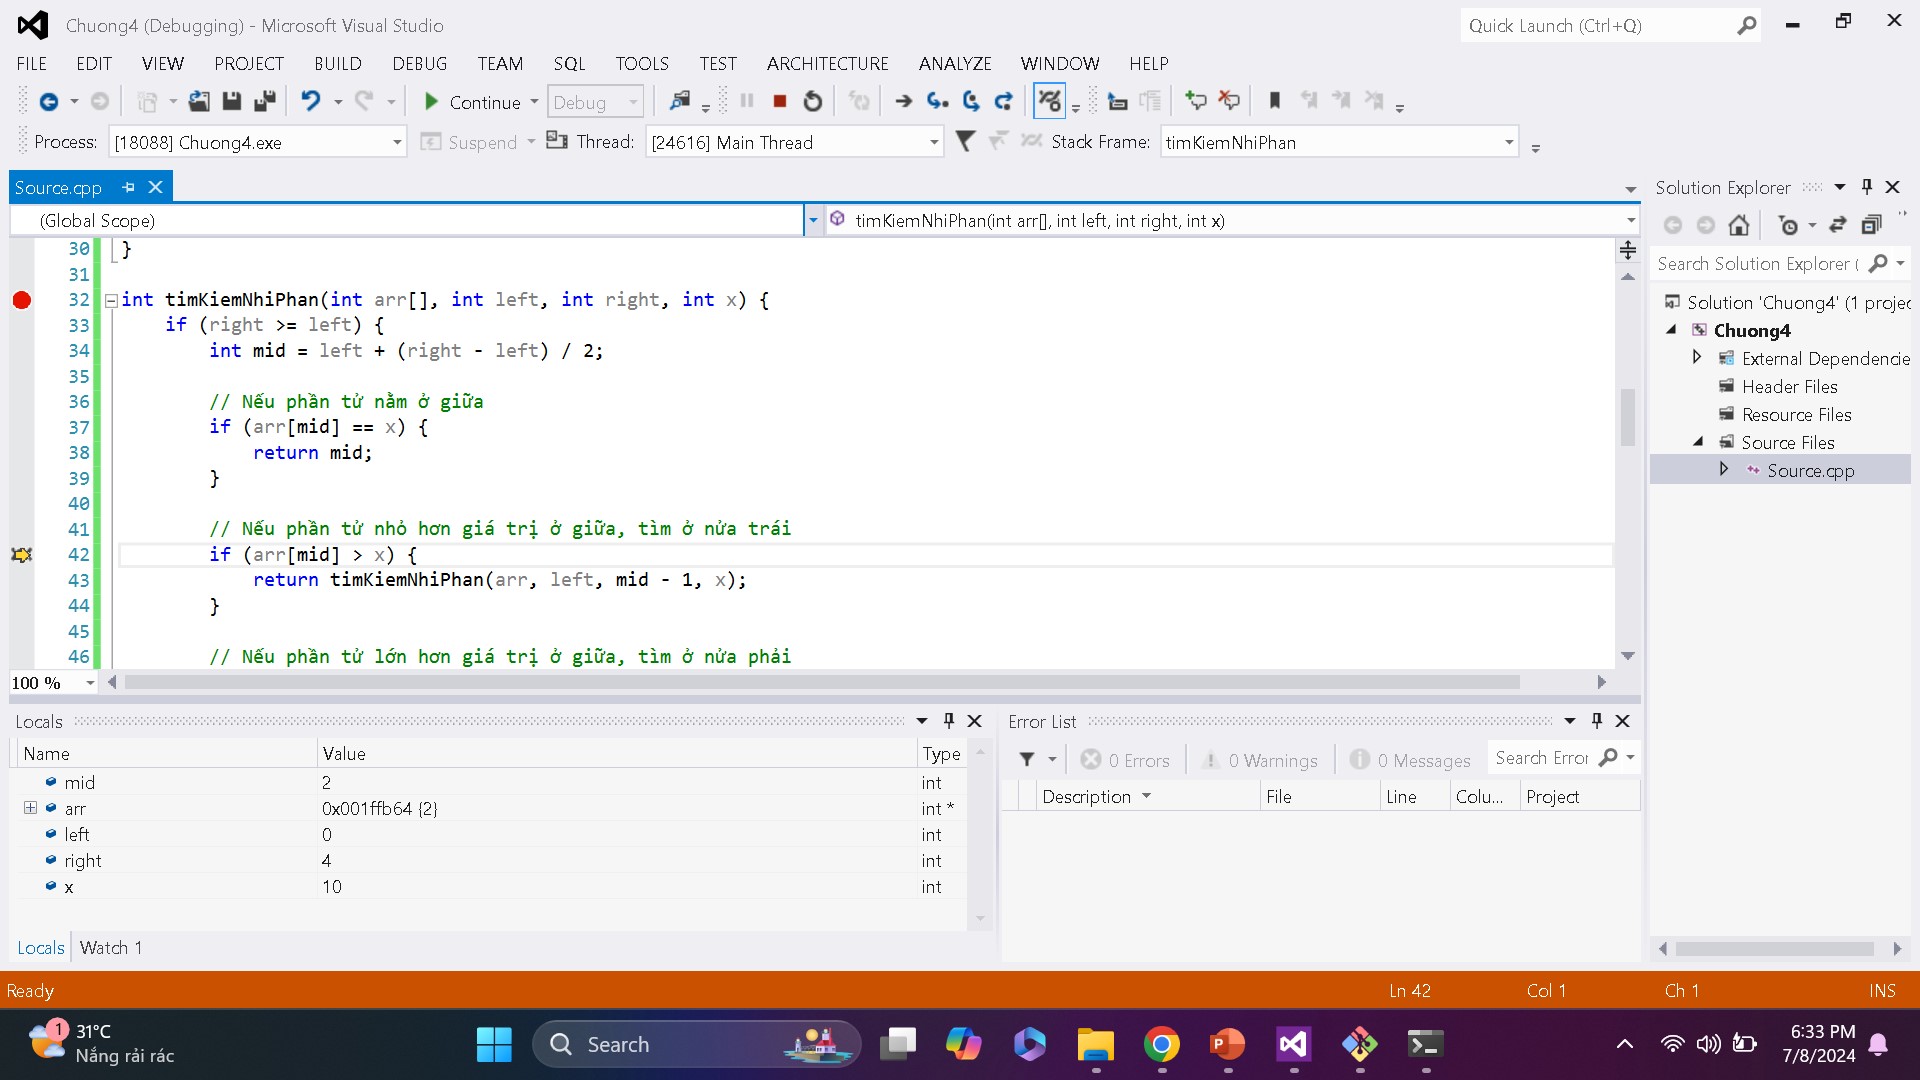 Chuong4 (Debugging) - Microsoft Visual Studio
Quick Launch (Ctrl+Q)
FILE EDIT VIEW PROJECT BUILD DEBUG TEAM SQL TOOLS TEST ARCHITECTURE ANALYZE WINDOW HELP
Continue Debug
Process: [18088] Chuong4.exe Suspend Thread: [24616] Main Thread Stack Frame: timKiemNhiPhan
Source.cpp
(Global Scope) timKiemNhiPhan(int arr[], int left, int right, int x)
30 }
31
32 int timKiemNhiPhan(int arr[], int left, int right, int x) {
33 if (right >= left) {
34 int mid = left + (right - left) / 2;
35
36 // Nếu phần tử nằm ở giữa
37 if (arr[mid] == x) {
38 return mid;
39 }
40
41 // Nếu phần tử nhỏ hơn giá trị ở giữa, tìm ở nửa trái
42 if (arr[mid] > x) {
43 return timKiemNhiPhan(arr, left, mid - 1, x);
44 }
45
46 // Nếu phần tử lớn hơn giá trị ở giữa, tìm ở nửa phải
100 %
Solution Explorer
Search Solution Explorer (
Solution 'Chuong4' (1 projec
Chuong4
External Dependencie
Header Files
Resource Files
Source Files
Source.cpp
Locals
Name Value Type
mid 2 int
arr 0x001ffb64 {2} int *
left 0 int
right 4 int
x 10 int
Locals Watch 1
Error List
0 Errors 0 Warnings 0 Messages Search Error
Description File Line Colu... Project
Ready Ln 42 Col 1 Ch 1 INS
1
31°C
Nắng rải rác
Search
6:33 PM
7/8/2024